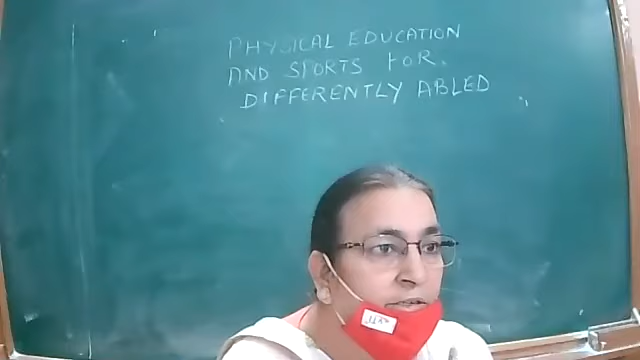 PHYSICAL EDUCATION
AND SPORTS FOR.
DIFFERENTLY ABLED